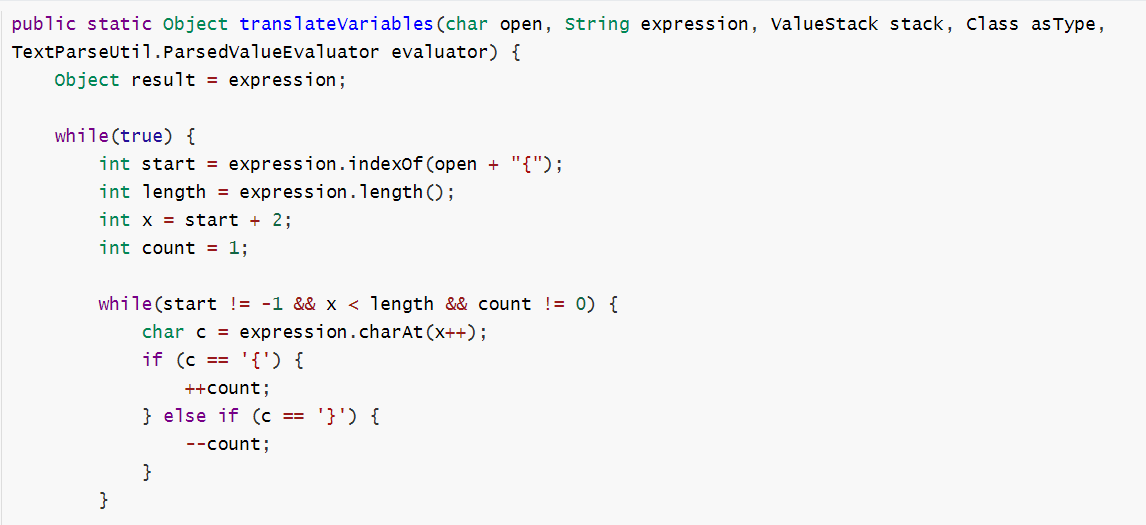 public static Object translateVariables(char open, String expression, ValueStack stack, Class asType,
TextParseUtil.ParsedValueEvaluator evaluator) {
    Object result = expression;

    while(true) {
        int start = expression.indexOf(open + "{");
        int length = expression.length();
        int x = start + 2;
        int count = 1;

        while(start != -1 && x < length && count != 0) {
            char c = expression.charAt(x++);
            if (c == '{') {
                ++count;
            } else if (c == '}') {
                --count;
            }
        }